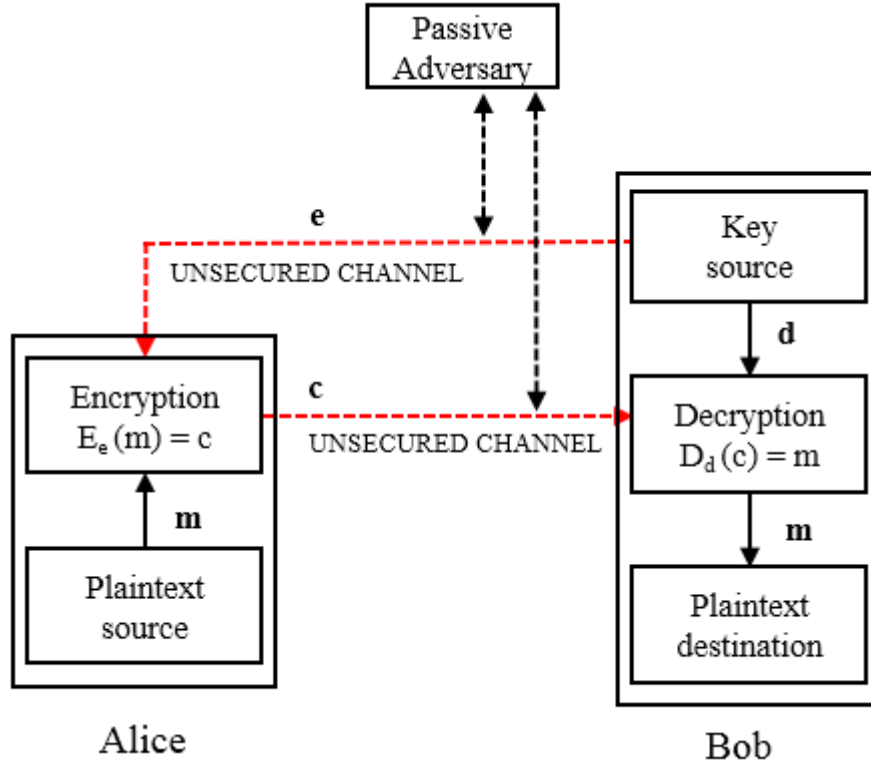 Passive
Adversary
e
UNSECURED CHANNEL
Key
source
d
Encryption
Eₑ(m) = c
c
UNSECURED CHANNEL
Decryption
D_d(c) = m
m
Plaintext
source
m
Plaintext
destination
Alice
Bob